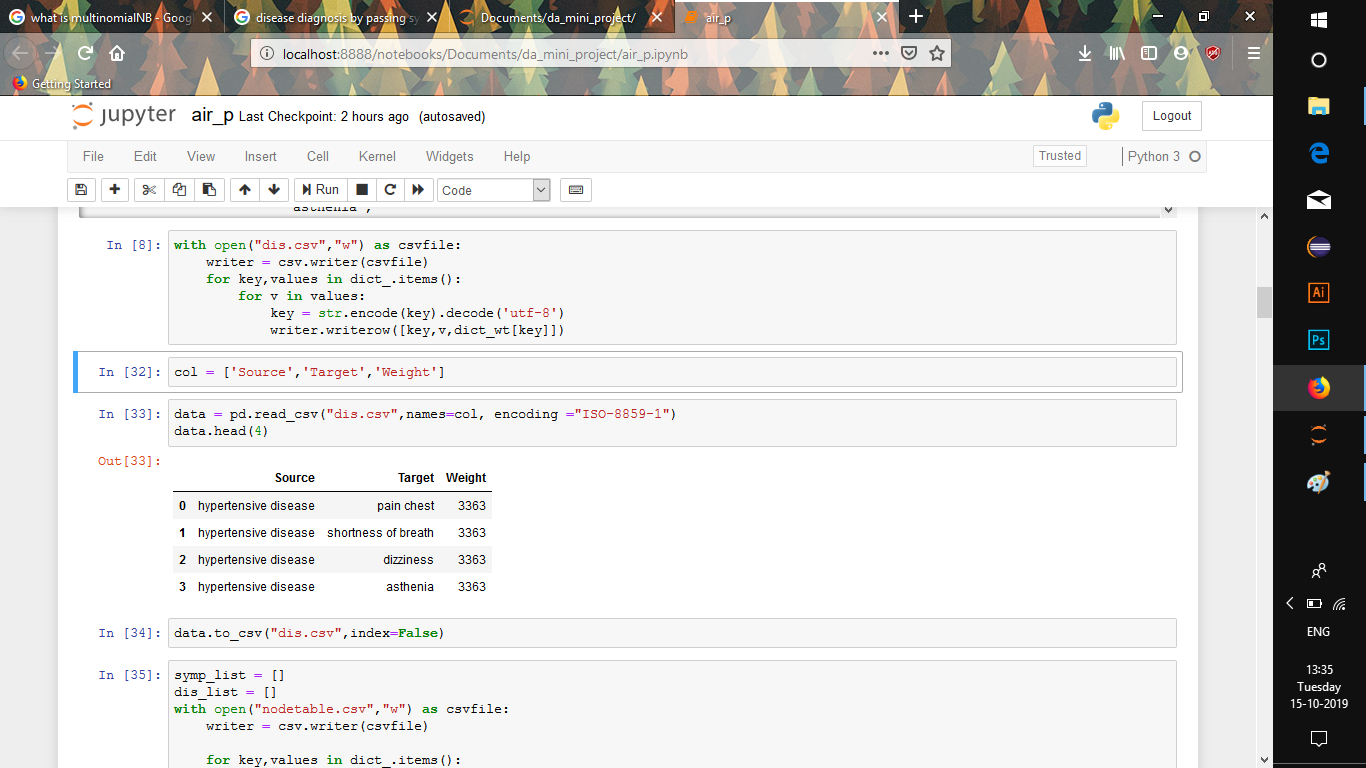 what is multinomialNB - Goog
disease diagnosis by passing sy
Documents/da_mini_project/
air_p
localhost:8888/notebooks/Documents/da_mini_project/air_p.ipynb
Getting Started
jupyter air_p Last Checkpoint: 2 hours ago (autosaved)
Logout
File Edit View Insert Cell Kernel Widgets Help
Trusted
Python 3
Run
Code
asthenia ,
In [8]: with open("dis.csv","w") as csvfile:
writer = csv.writer(csvfile)
for key,values in dict_.items():
for v in values:
key = str.encode(key).decode('utf-8')
writer.writerow([key,v,dict_wt[key]])
In [32]: col = ['Source','Target','Weight']
In [33]: data = pd.read_csv("dis.csv",names=col, encoding ="ISO-8859-1")
data.head(4)
Out[33]:
Source Target Weight
0 hypertensive disease pain chest 3363
1 hypertensive disease shortness of breath 3363
2 hypertensive disease dizziness 3363
3 hypertensive disease asthenia 3363
In [34]: data.to_csv("dis.csv",index=False)
In [35]: symp_list = []
dis_list = []
with open("nodetable.csv","w") as csvfile:
writer = csv.writer(csvfile)
for key,values in dict_.items():
Ai
Ps
ENG
13:35
Tuesday
15-10-2019